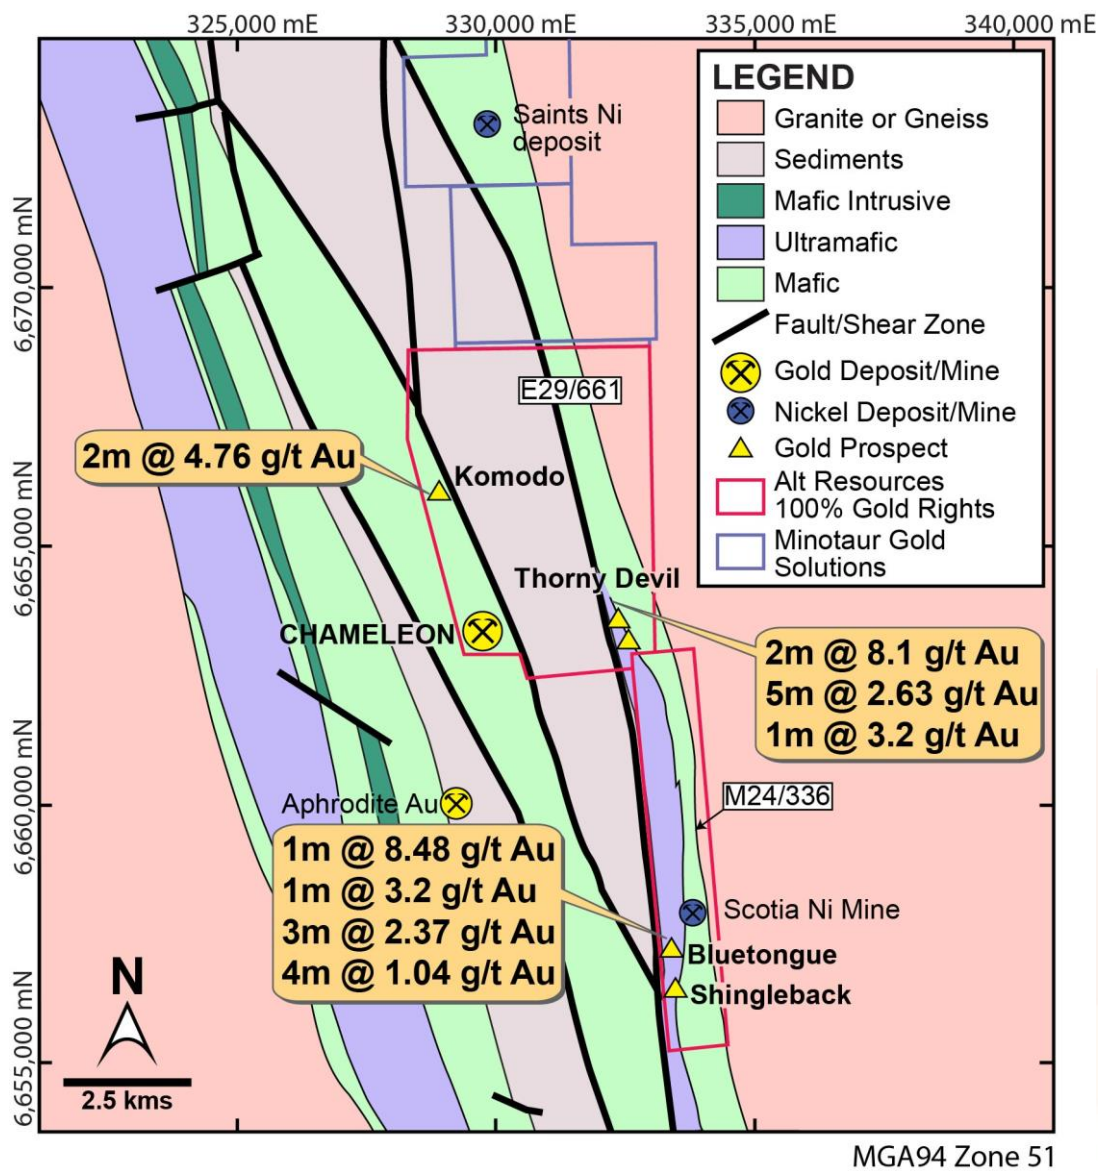 325,000 mE
330,000 mE
335,000 mE
340,000 mE
6,670,000 mN
6,665,000 mN
6,660,000 mN
6,655,000 mN
LEGEND
Granite or Gneiss
Sediments
Mafic Intrusive
Ultramafic
Mafic
Fault/Shear Zone
Gold Deposit/Mine
Nickel Deposit/Mine
Gold Prospect
Alt Resources
100% Gold Rights
Minotaur Gold
Solutions
Saints Ni
deposit
E29/661
2m @ 4.76 g/t Au
Komodo
Thorny Devil
CHAMELEON
2m @ 8.1 g/t Au
5m @ 2.63 g/t Au
1m @ 3.2 g/t Au
M24/336
Aphrodite Au
1m @ 8.48 g/t Au
1m @ 3.2 g/t Au
3m @ 2.37 g/t Au
4m @ 1.04 g/t Au
Scotia Ni Mine
Bluetongue
Shingleback
N
2.5 kms
MGA94 Zone 51